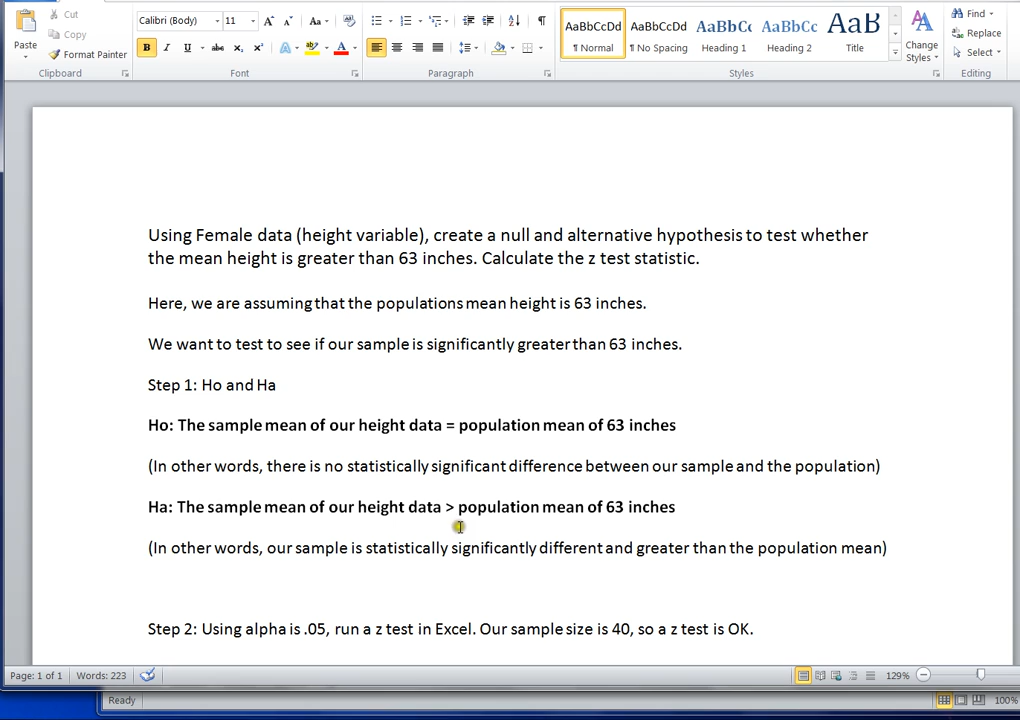 Cut
Copy
Format Painter
Paste
Clipboard
Calibri (Body) 11 A A Aa
B I U abc x₂ x² A ab A
Font
Paragraph
AaBbCcDd AaBbCcDd AaBbCc AaBbCc AaB
¶ Normal ¶ No Spacing Heading 1 Heading 2 Title
Change
Styles
Styles
Find
Replace
Select
Editing
Using Female data (height variable), create a null and alternative hypothesis to test whether
the mean height is greater than 63 inches. Calculate the z test statistic.
Here, we are assuming that the populations mean height is 63 inches.
We want to test to see if our sample is significantly greater than 63 inches.
Step 1: Ho and Ha
Ho: The sample mean of our height data = population mean of 63 inches
(In other words, there is no statistically significant difference between our sample and the population)
Ha: The sample mean of our height data > population mean of 63 inches
(In other words, our sample is statistically significantly different and greater than the population mean)
Step 2: Using alpha is .05, run a z test in Excel. Our sample size is 40, so a z test is OK.
Page: 1 of 1 Words: 223 129%
Ready 100%